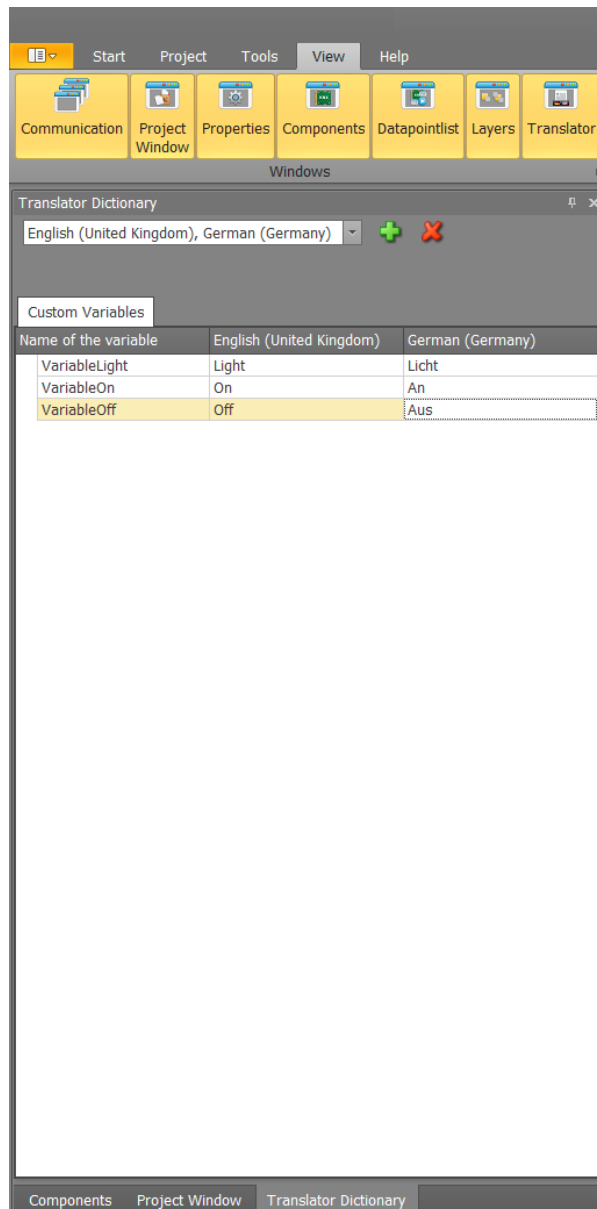 Start Project Tools View Help
Communication Project Window Properties Components Datapointlist Layers Translator
Windows
Translator Dictionary
English (United Kingdom), German (Germany)
Custom Variables
Name of the variable English (United Kingdom) German (Germany)
VariableLight Light Licht
VariableOn On An
VariableOff Off Aus
Components Project Window Translator Dictionary